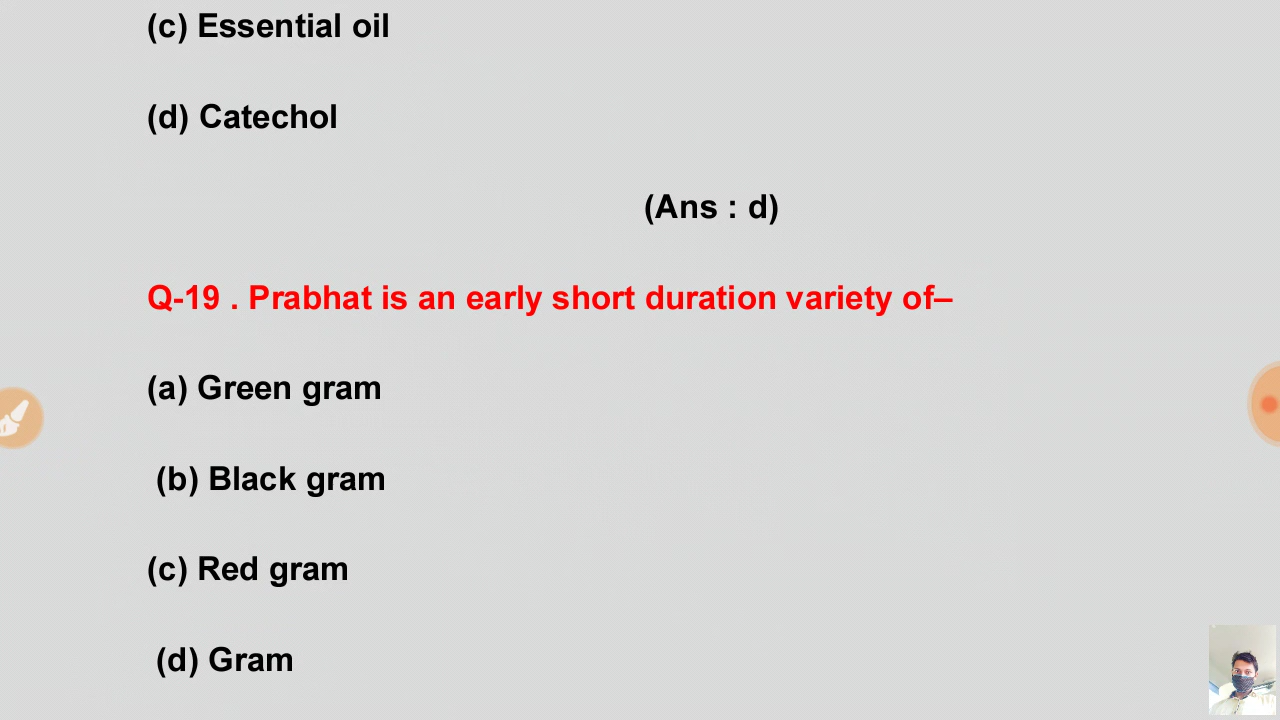 (c) Essential oil
(d) Catechol
(Ans : d)
Q-19 . Prabhat is an early short duration variety of–
(a) Green gram
(b) Black gram
(c) Red gram
(d) Gram